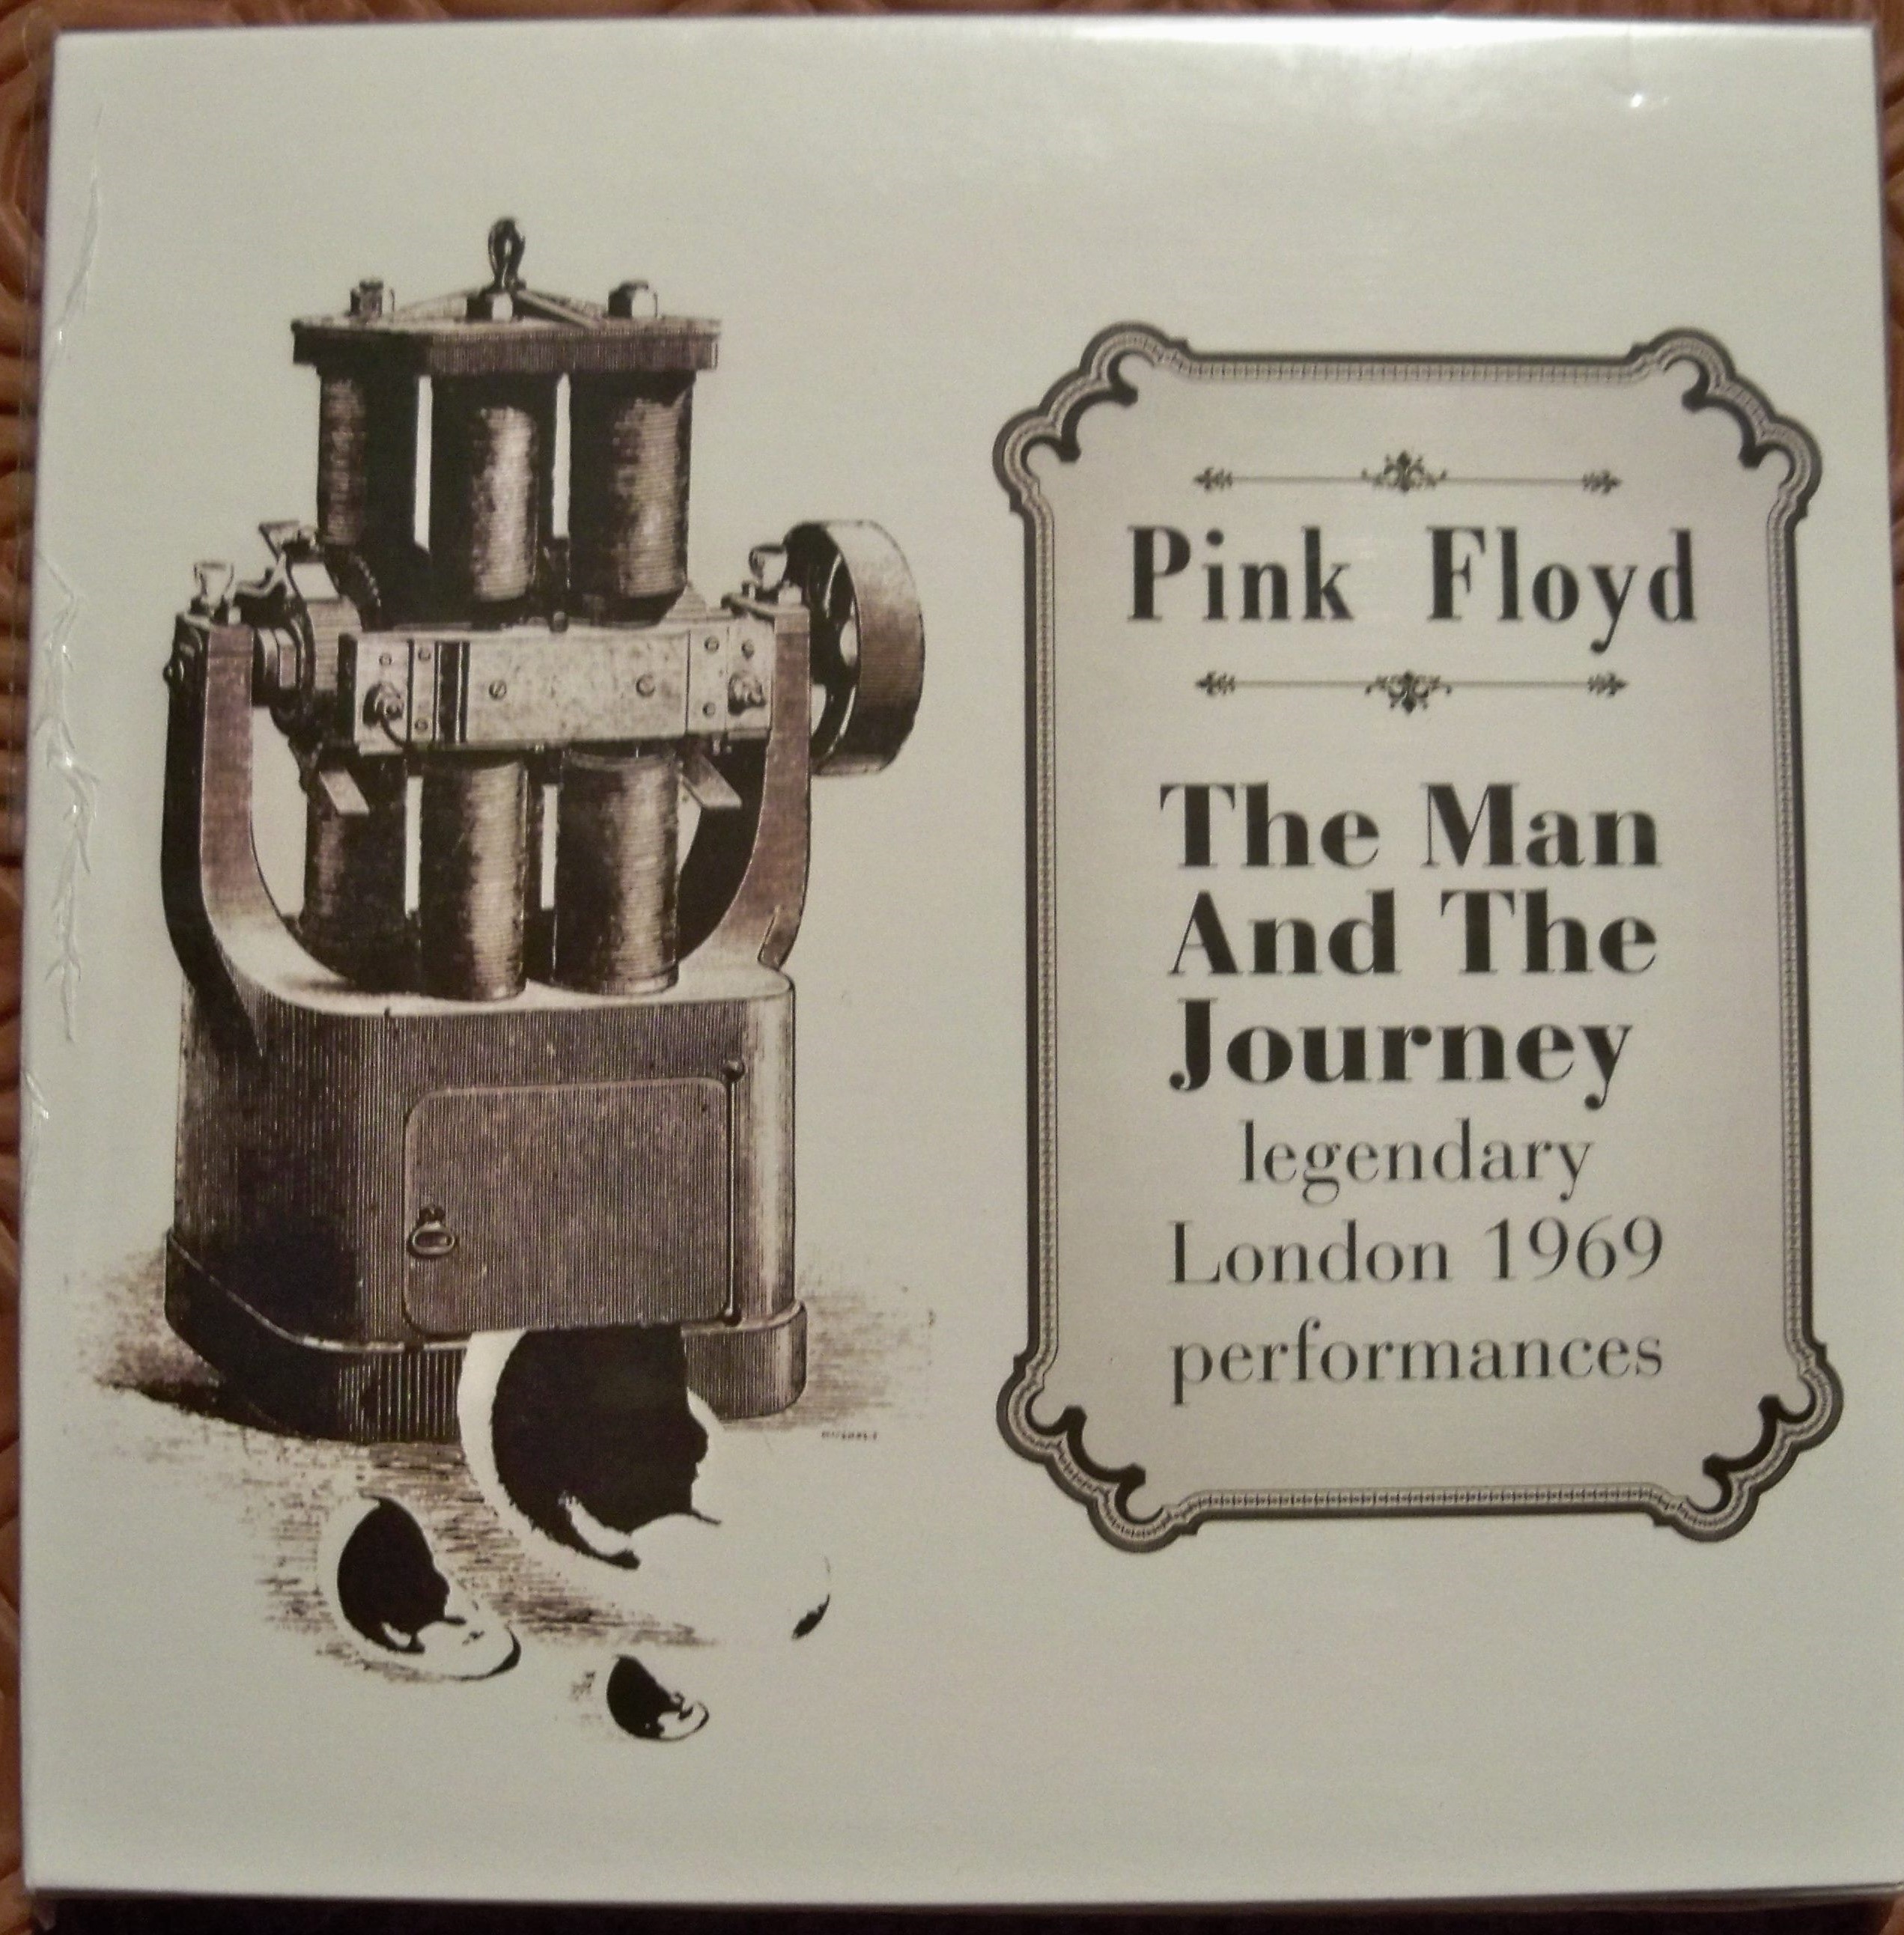 Pink Floyd
The Man
And The
Journey
legendary
London 1969
performances